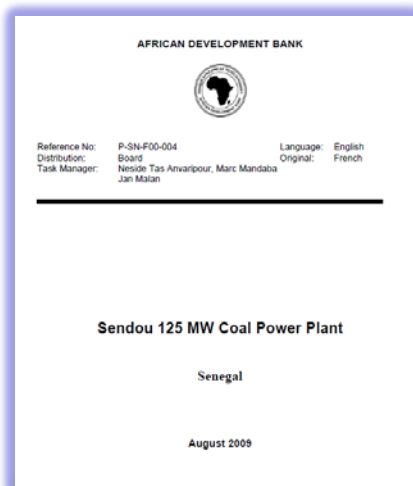 AFRICAN DEVELOPMENT BANK
Reference No: P-SN-F00-004 Language: English
Distribution: Board Original: French
Task Manager: Neside Tas Anvaripour, Marc Mandaba
Jan Malan
Sendou 125 MW Coal Power Plant
Senegal
August 2009